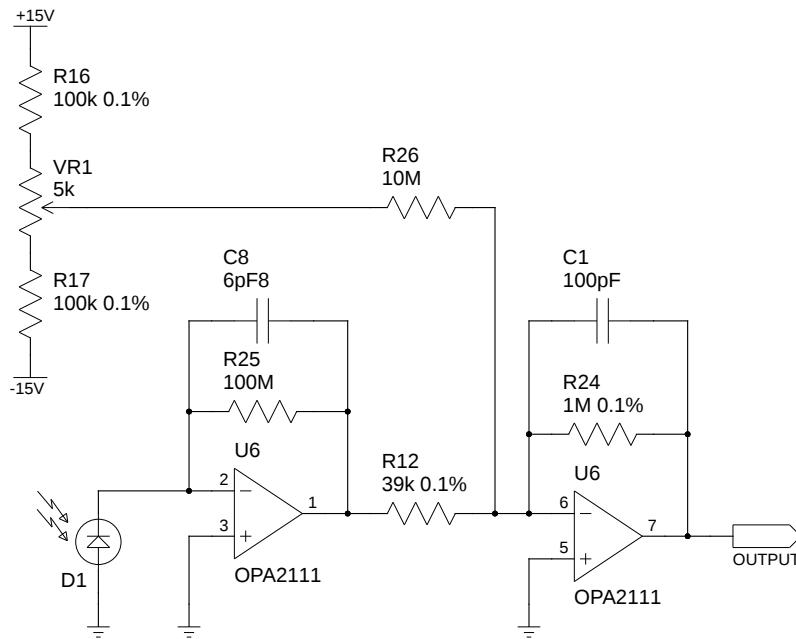 +15V
R16
100k 0.1%
VR1
5k
R17
100k 0.1%
-15V
R26
10M
C8
6pF8
R25
100M
C1
100pF
R24
1M 0.1%
U6
2
−
1
3
+
OPA2111
R12
39k 0.1%
U6
6
−
7
5
+
OPA2111
D1
OUTPUT